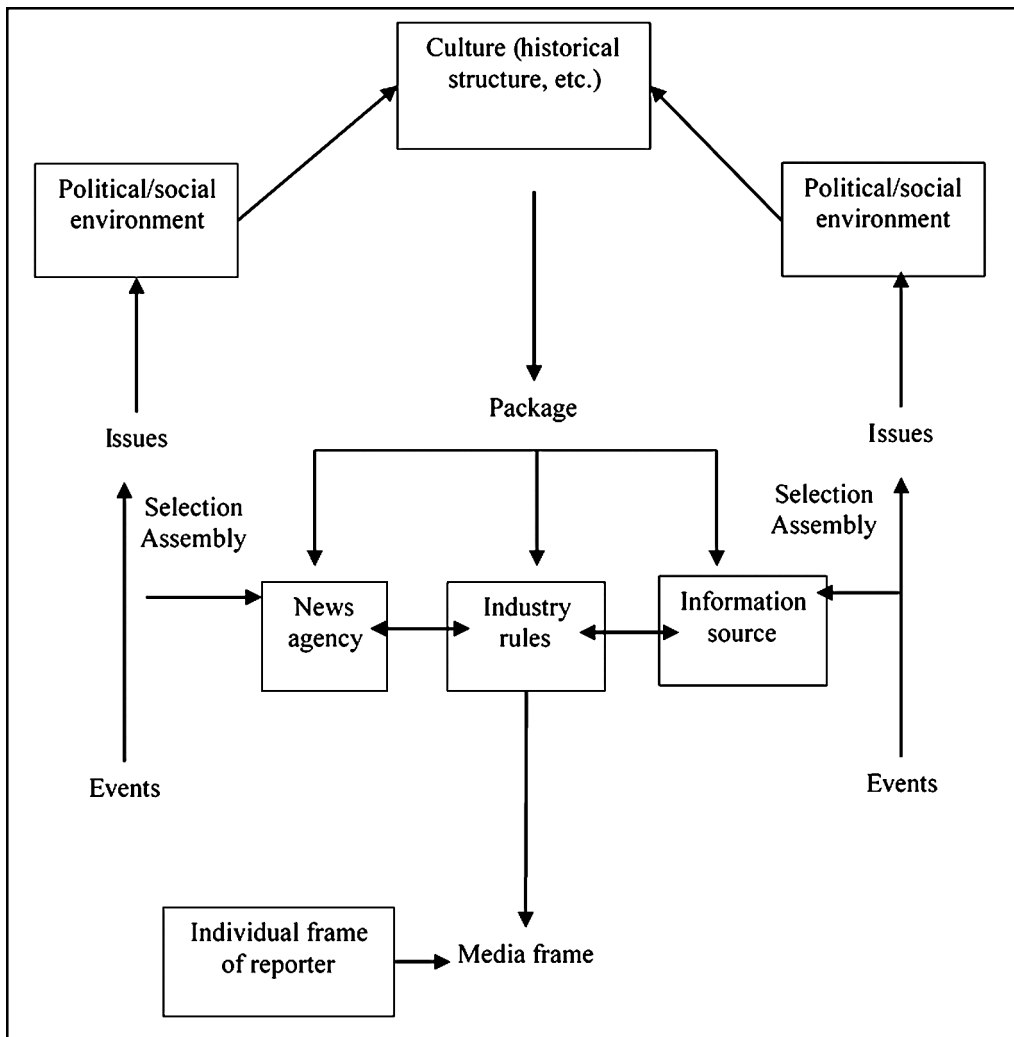 Culture (historical
structure, etc.)
Political/social
environment
Political/social
environment
Package
Issues
Issues
Selection
Assembly
Selection
Assembly
News
agency
Industry
rules
Information
source
Events
Events
Individual frame
of reporter
Media frame